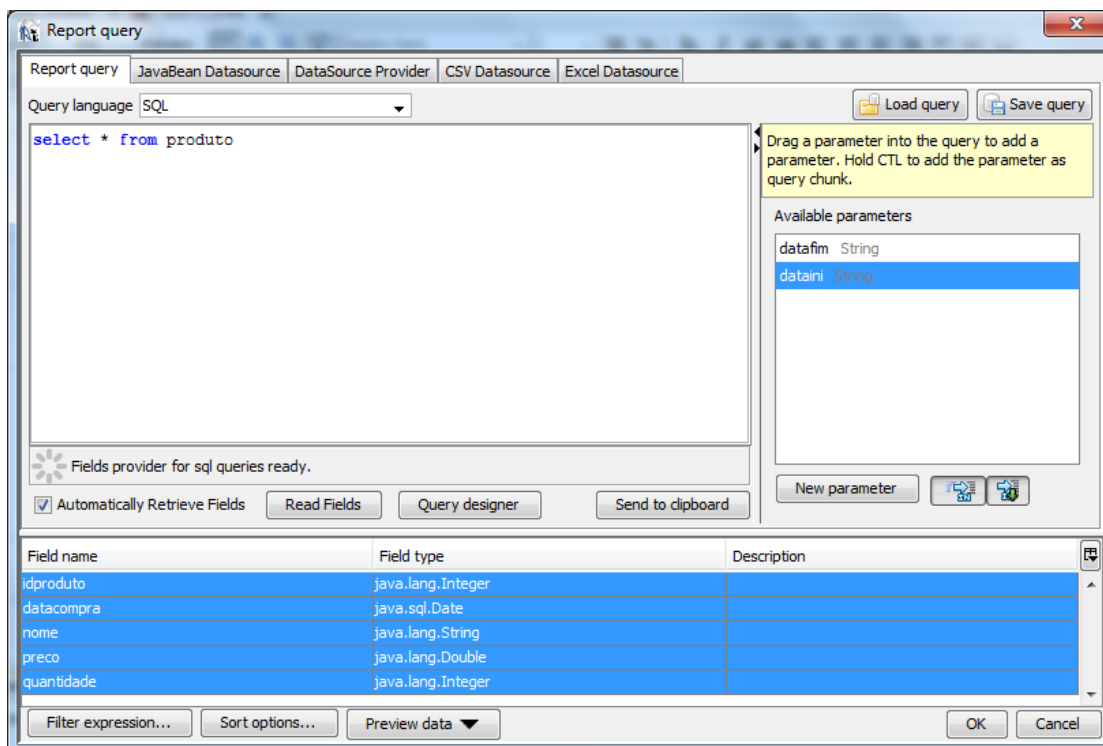 Report query
Report query JavaBean Datasource DataSource Provider CSV Datasource Excel Datasource
Query language SQL Load query Save query
select * from produto
Drag a parameter into the query to add a
parameter. Hold CTL to add the parameter as
query chunk.
Available parameters
datafim String
dataini String
Fields provider for sql queries ready.
Automatically Retrieve Fields Read Fields Query designer Send to clipboard New parameter
Field name Field type Description
idproduto java.lang.Integer
datacompra java.sql.Date
nome java.lang.String
preco java.lang.Double
quantidade java.lang.Integer
Filter expression... Sort options... Preview data OK Cancel